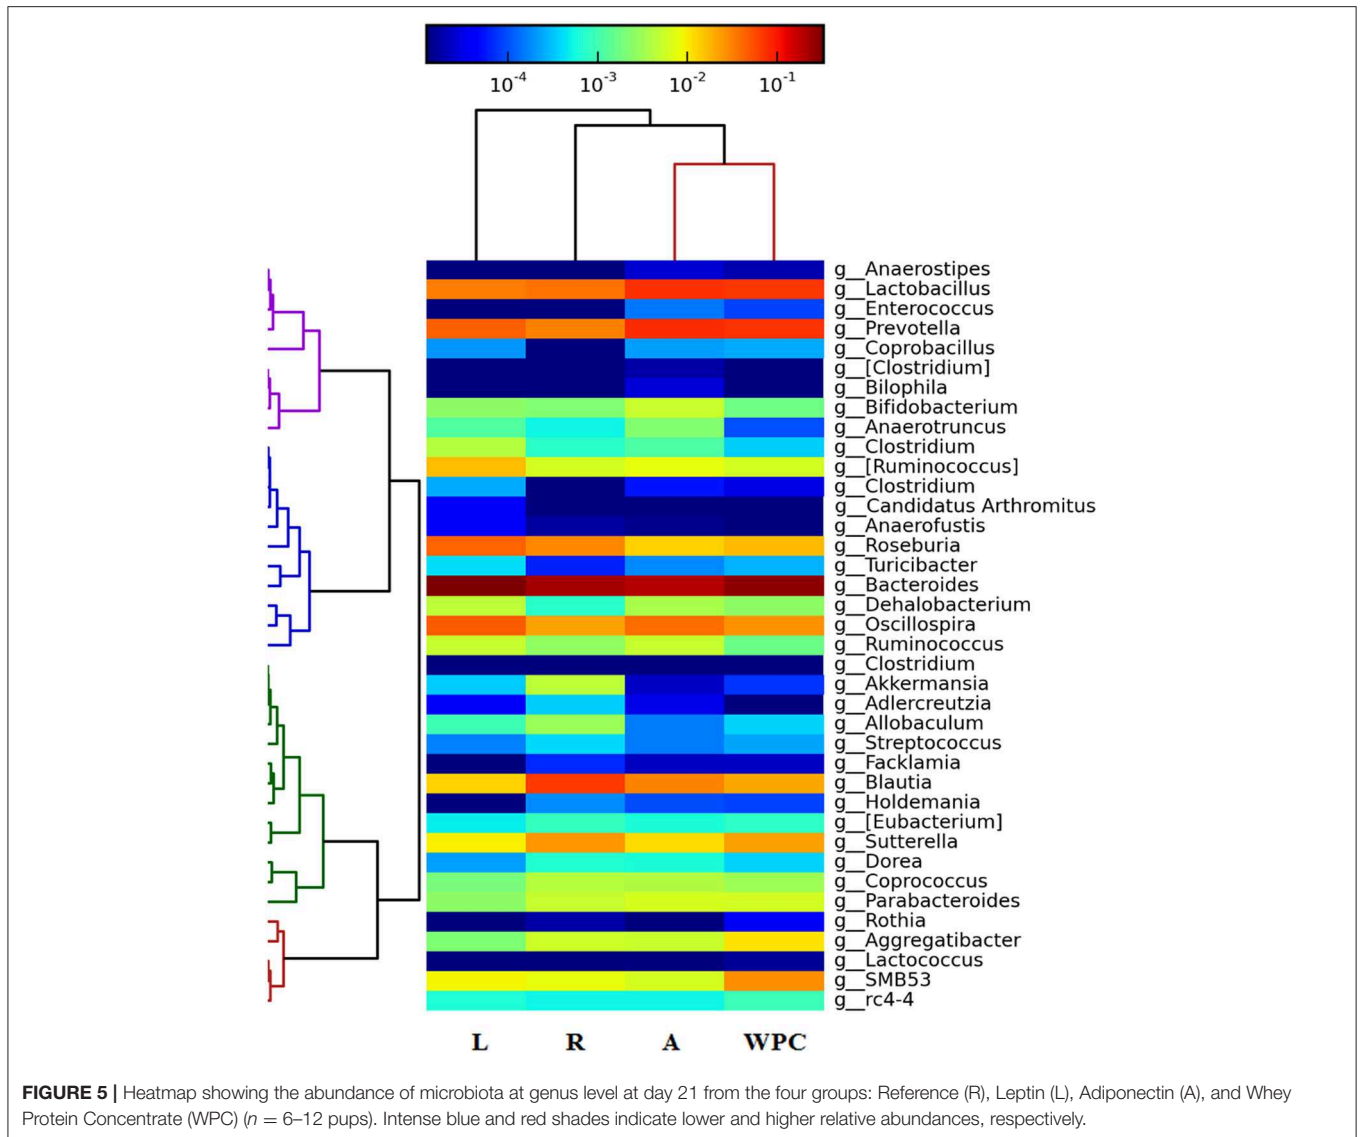 10-4 10-3 10-2 10-1
g__Anaerostipes
g__Lactobacillus
g__Enterococcus
g__Prevotella
g__Coprobacillus
g__[Clostridium]
g__Bilophila
g__Bifidobacterium
g__Anaerotruncus
g__Clostridium
g__[Ruminococcus]
g__Clostridium
g__Candidatus Arthromitus
g__Anaerofustis
g__Roseburia
g__Turicibacter
g__Bacteroides
g__Dehalobacterium
g__Oscillospira
g__Ruminococcus
g__Clostridium
g__Akkermansia
g__Adlercreutzia
g__Allobaculum
g__Streptococcus
g__Facklamia
g__Blautia
g__Holdemania
g__[Eubacterium]
g__Sutterella
g__Dorea
g__Coprococcus
g__Parabacteroides
g__Rothia
g__Aggregatibacter
g__Lactococcus
g__SMB53
g__rc4-4
L R A WPC
FIGURE 5 | Heatmap showing the abundance of microbiota at genus level at day 21 from the four groups: Reference (R), Leptin (L), Adiponectin (A), and Whey
Protein Concentrate (WPC) (n = 6–12 pups). Intense blue and red shades indicate lower and higher relative abundances, respectively.